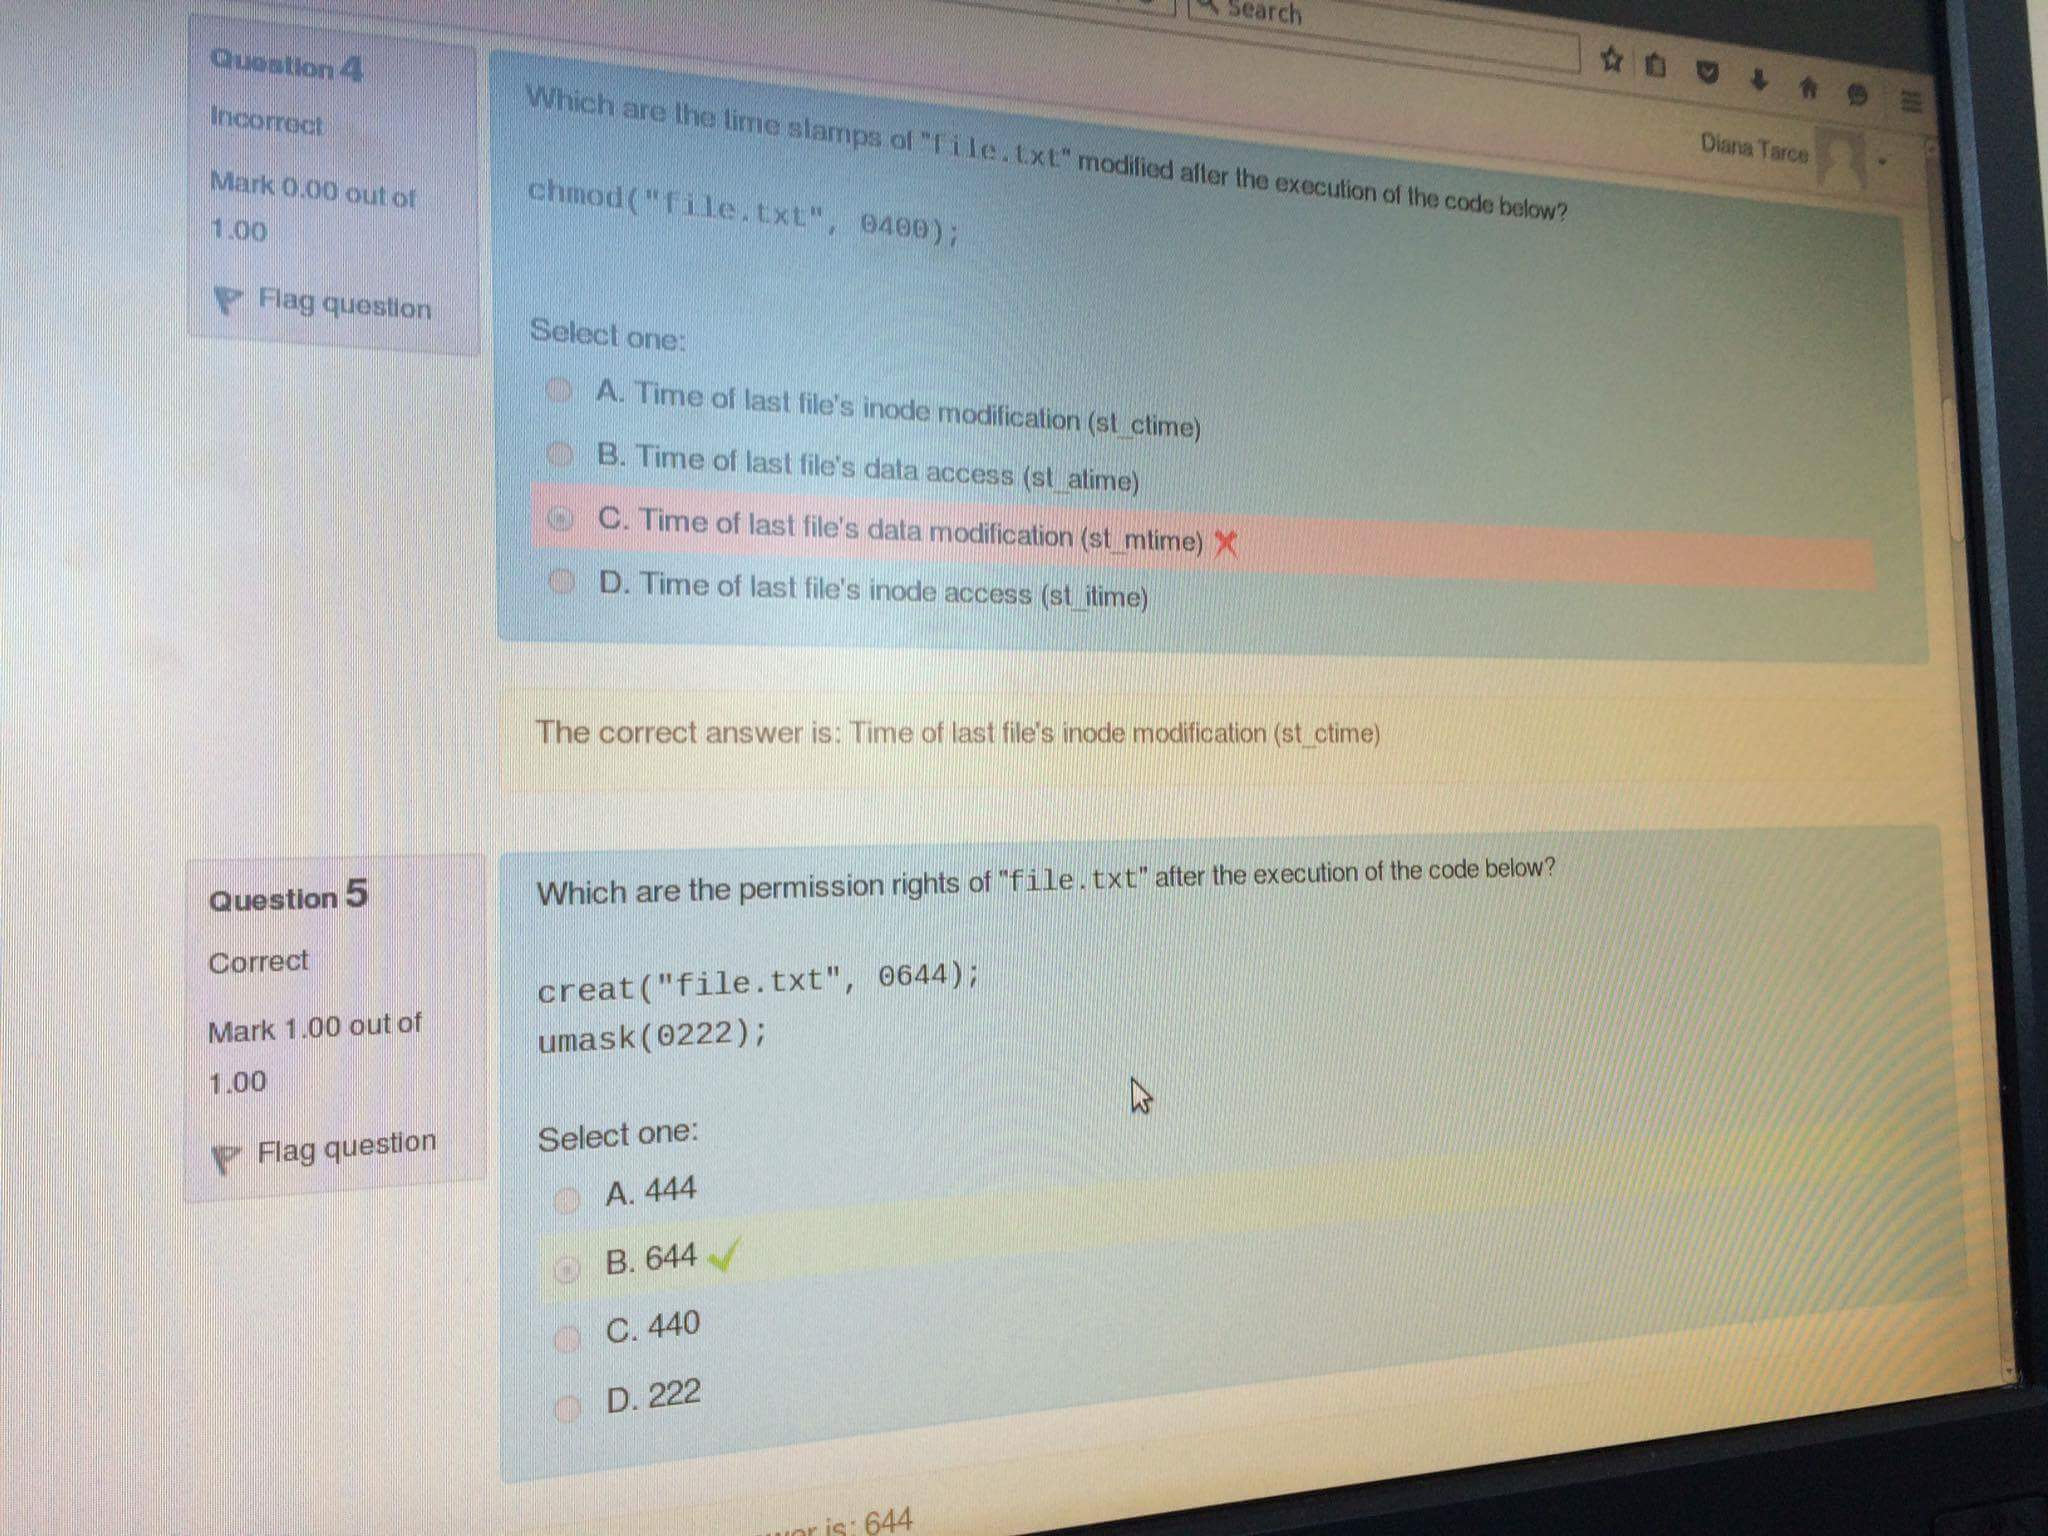 Search
Diana Tarce
Question 4
Incorrect
Mark 0.00 out of
1.00
Flag question
Which are the time stamps of "file.txt" modified after the execution of the code below?
chmod("file.txt", 0400);
Select one:
A. Time of last file's inode modification (st_ctime)
B. Time of last file's data access (st_atime)
C. Time of last file's data modification (st_mtime)
D. Time of last file's inode access (st_itime)
The correct answer is: Time of last file's inode modification (st_ctime)
Question 5
Correct
Mark 1.00 out of
1.00
Flag question
Which are the permission rights of "file.txt" after the execution of the code below?
creat("file.txt", 0644);
umask(0222);
Select one:
A. 444
B. 644
C. 440
D. 222
is: 644